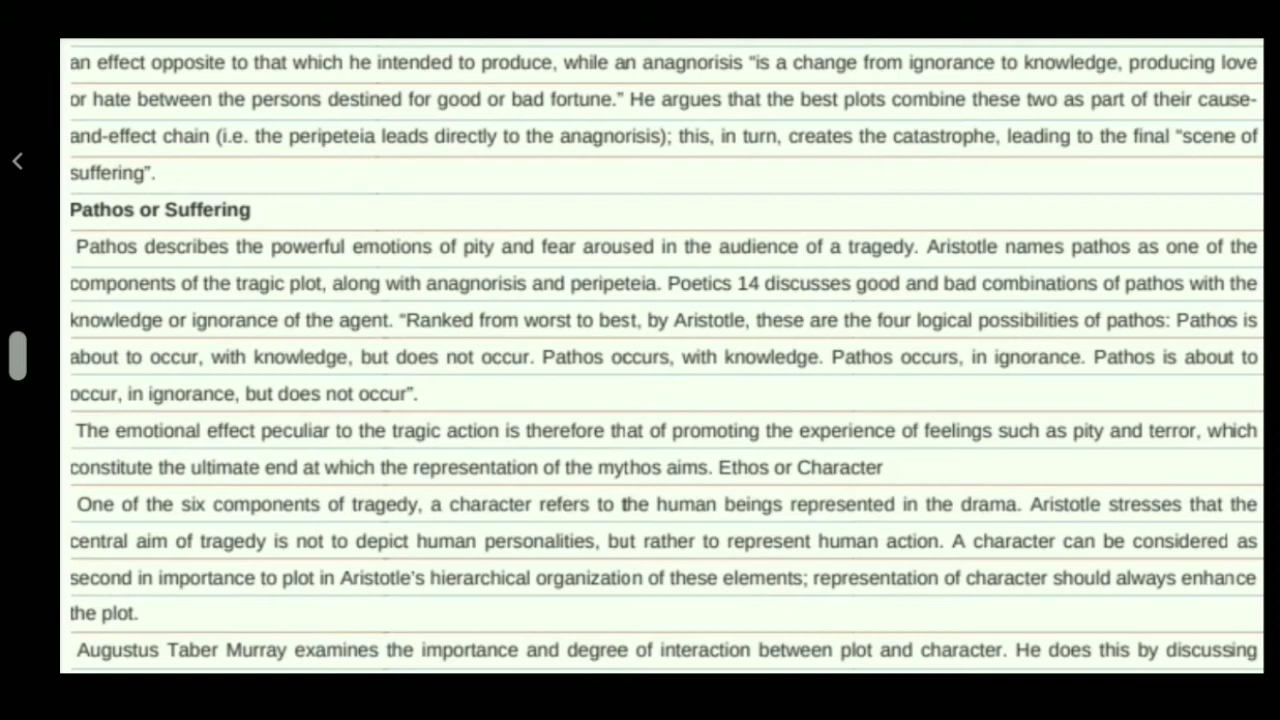 an effect opposite to that which he intended to produce, while an anagnorisis “is a change from ignorance to knowledge, producing love
or hate between the persons destined for good or bad fortune.” He argues that the best plots combine these two as part of their cause-
and-effect chain (i.e. the peripeteia leads directly to the anagnorisis); this, in turn, creates the catastrophe, leading to the final “scene of
suffering”.
Pathos or Suffering
Pathos describes the powerful emotions of pity and fear aroused in the audience of a tragedy. Aristotle names pathos as one of the
components of the tragic plot, along with anagnorisis and peripeteia. Poetics 14 discusses good and bad combinations of pathos with the
knowledge or ignorance of the agent. “Ranked from worst to best, by Aristotle, these are the four logical possibilities of pathos: Pathos is
about to occur, with knowledge, but does not occur. Pathos occurs, with knowledge. Pathos occurs, in ignorance. Pathos is about to
occur, in ignorance, but does not occur”.
The emotional effect peculiar to the tragic action is therefore that of promoting the experience of feelings such as pity and terror, which
constitute the ultimate end at which the representation of the mythos aims. Ethos or Character
One of the six components of tragedy, a character refers to the human beings represented in the drama. Aristotle stresses that the
central aim of tragedy is not to depict human personalities, but rather to represent human action. A character can be considered as
second in importance to plot in Aristotle’s hierarchical organization of these elements; representation of character should always enhance
the plot.
Augustus Taber Murray examines the importance and degree of interaction between plot and character. He does this by discussing